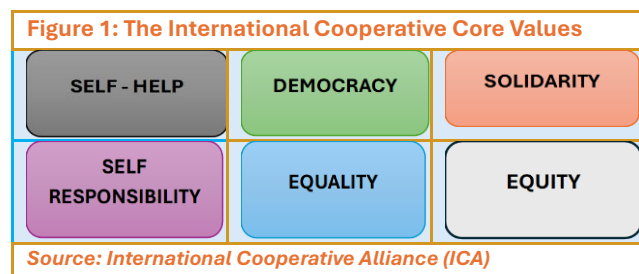 Figure 1: The International Cooperative Core Values
SELF - HELP
DEMOCRACY
SOLIDARITY
SELF
RESPONSIBILITY
EQUALITY
EQUITY
Source: International Cooperative Alliance (ICA)